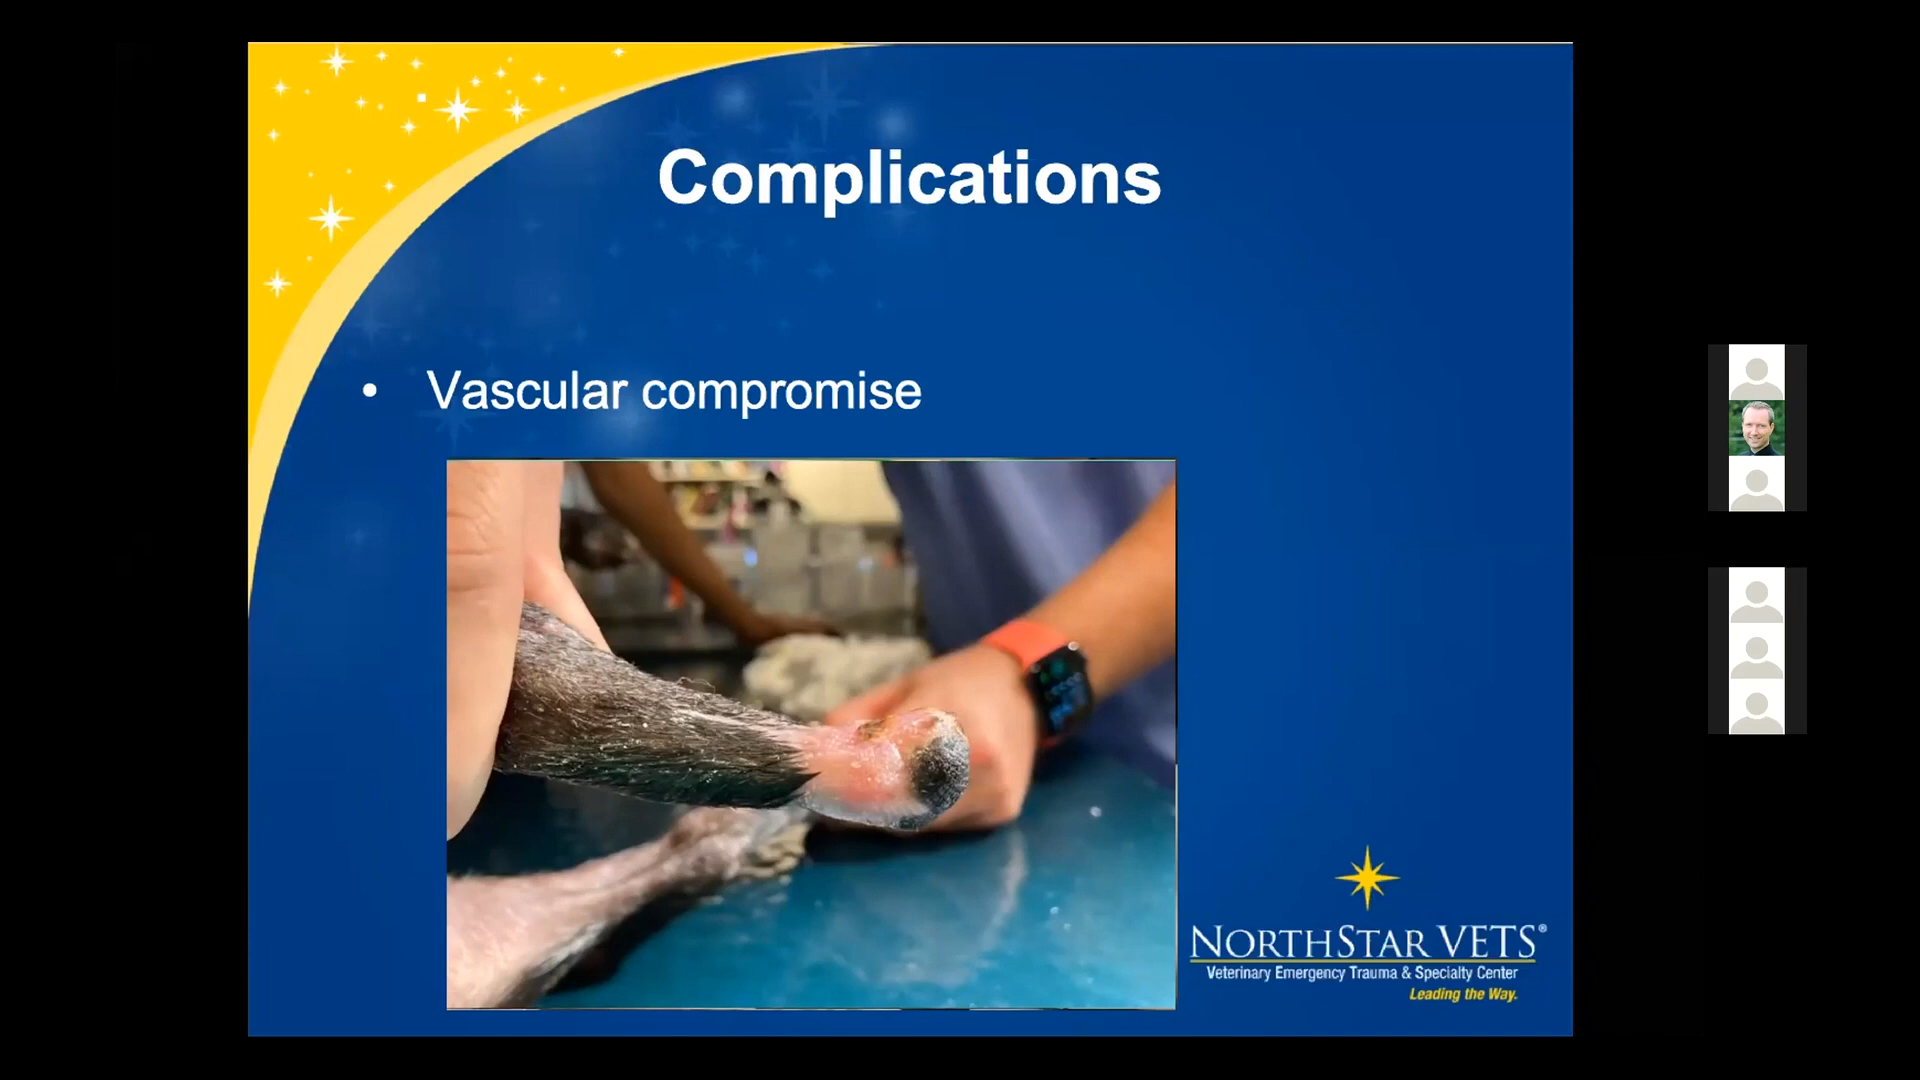 Complications
• Vascular compromise
NORTHSTAR VETS®
Veterinary Emergency Trauma & Specialty Center
Leading the Way.